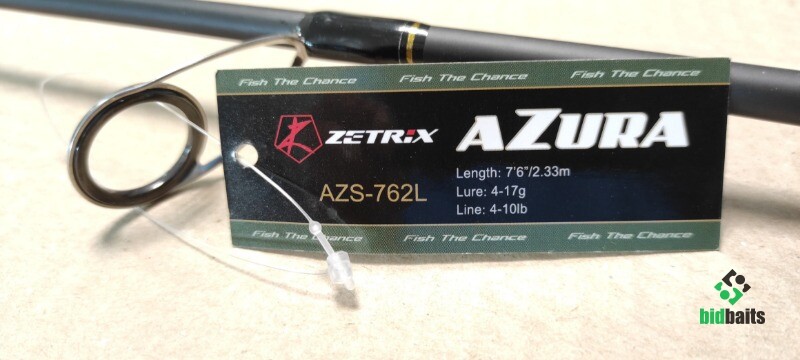 Fish The Chance Fish The Chance Fish The Chance
ZETRIX AZURA
AZS-762L
Length: 7'6"/2.33m
Lure: 4-17g
Line: 4-10lb
Fish The Chance Fish The Chance Fish The Chance
bidbaits